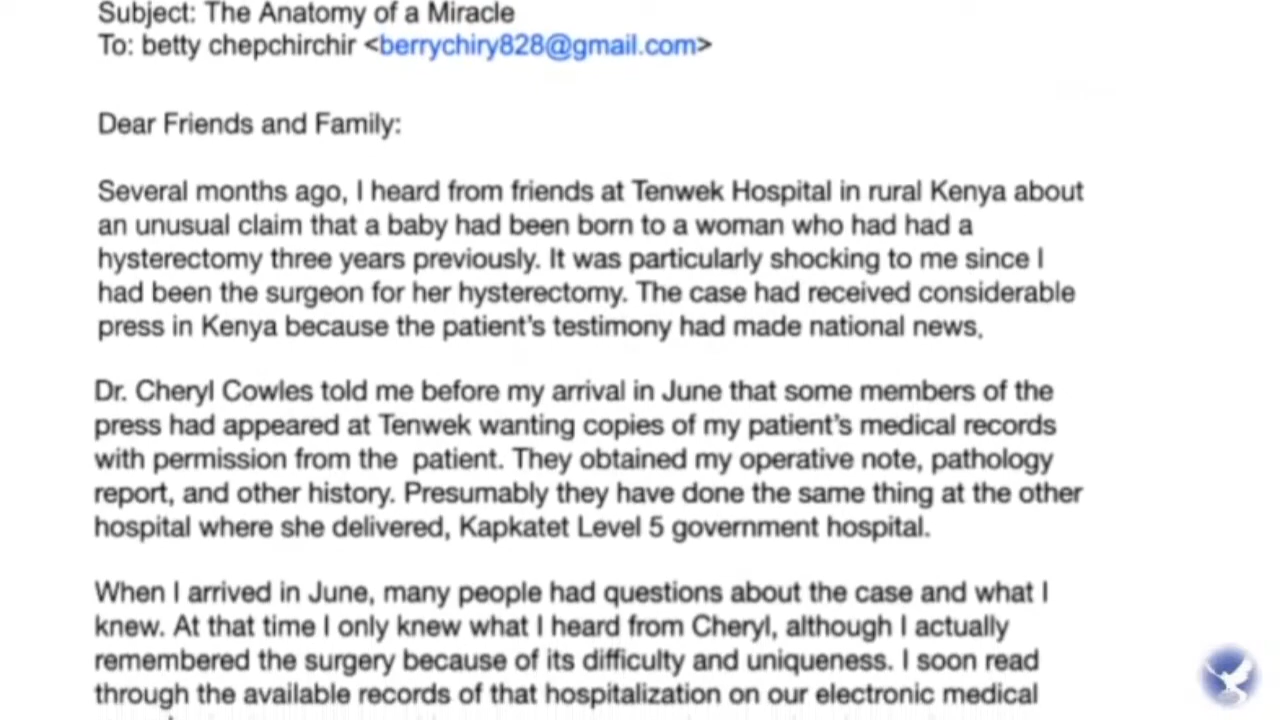 Subject: The Anatomy of a Miracle
To: betty chepchirchir <berrychiry828@gmail.com>
Dear Friends and Family:
Several months ago, I heard from friends at Tenwek Hospital in rural Kenya about
an unusual claim that a baby had been born to a woman who had had a
hysterectomy three years previously. It was particularly shocking to me since I
had been the surgeon for her hysterectomy. The case had received considerable
press in Kenya because the patient's testimony had made national news.
Dr. Cheryl Cowles told me before my arrival in June that some members of the
press had appeared at Tenwek wanting copies of my patient's medical records
with permission from the patient. They obtained my operative note, pathology
report, and other history. Presumably they have done the same thing at the other
hospital where she delivered, Kapkatet Level 5 government hospital.
When I arrived in June, many people had questions about the case and what I
knew. At that time I only knew what I heard from Cheryl, although I actually
remembered the surgery because of its difficulty and uniqueness. I soon read
through the available records of that hospitalization on our electronic medical